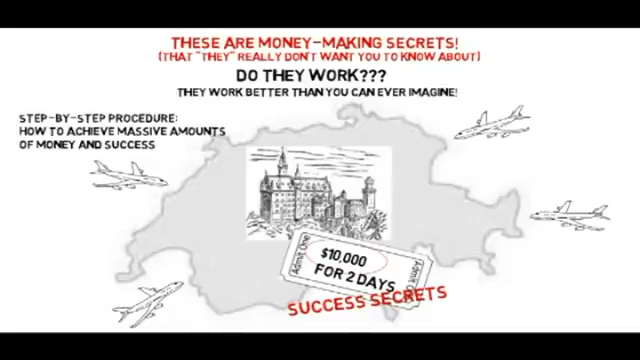 THESE ARE MONEY-MAKING SECRETS!
(THAT "THEY" REALLY DON'T WANT YOU TO KNOW ABOUT)
DO THEY WORK???
THEY WORK BETTER THAN YOU CAN EVER IMAGINE!
STEP-BY-STEP PROCEDURE:
HOW TO ACHIEVE MASSIVE AMOUNTS
OF MONEY AND SUCCESS
Admit One
$10,000
FOR 2 DAYS
Admit O
SUCCESS SECRETS